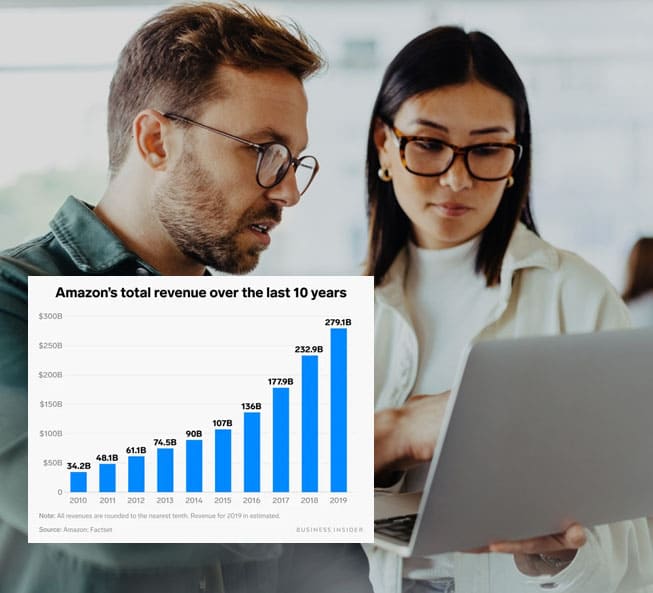 Amazon's total revenue over the last 10 years
$300B
279.1B
$250B
232.9B
$200B
177.9B
$150B
136B
107B
$100B
90B
74.5B
61.1B
$50B
48.1B
34.2B
0
2010 2011 2012 2013 2014 2015 2016 2017 2018 2019
Note: All revenues are rounded to the nearest tenth. Revenue for 2019 in estimated.
Source: Amazon; Factset
BUSINESS INSIDER